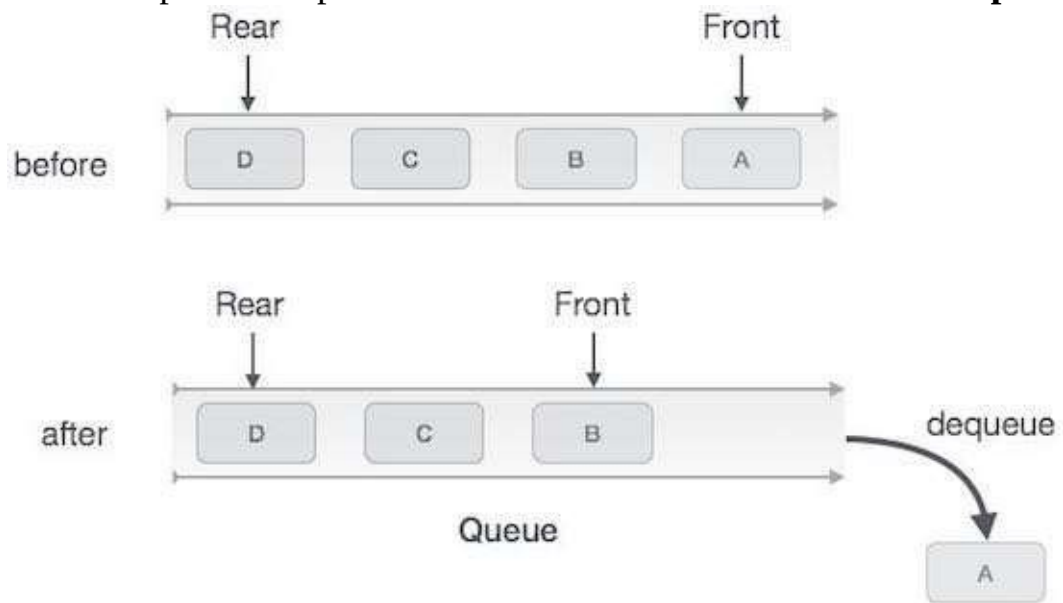 Rear Front
before D C B A
Rear Front
after D C B dequeue
Queue
A